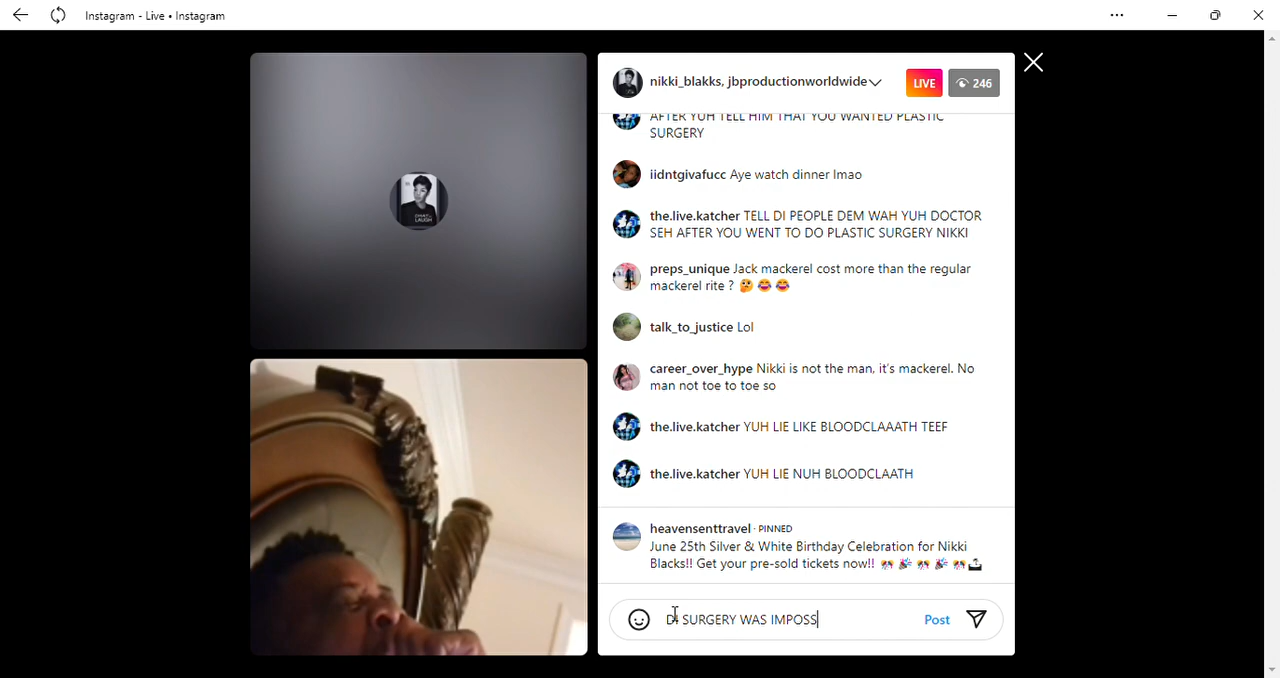 Instagram - Live • Instagram
nikki_blakks, jbproductionworldwide
LIVE
246
AFTER YUH TELL HIM THAT YOU WANTED PLASTIC
SURGERY
iidntgivafucc Aye watch dinner lmao
the.live.katcher TELL DI PEOPLE DEM WAH YUH DOCTOR
SEH AFTER YOU WENT TO DO PLASTIC SURGERY NIKKI
preps_unique Jack mackerel cost more than the regular
mackerel rite ? 🤔 😂 😂
talk_to_justice Lol
career_over_hype Nikki is not the man, it's mackerel. No
man not toe to toe so
the.live.katcher YUH LIE LIKE BLOODCLAAATH TEEF
the.live.katcher YUH LIE NUH BLOODCLAATH
heavensenttravel · PINNED
June 25th Silver & White Birthday Celebration for Nikki
Blacks!! Get your pre-sold tickets now!! 🎊 🎉 🎊 🎉 🎊 🗳️
DI SURGERY WAS IMPOSS
Post